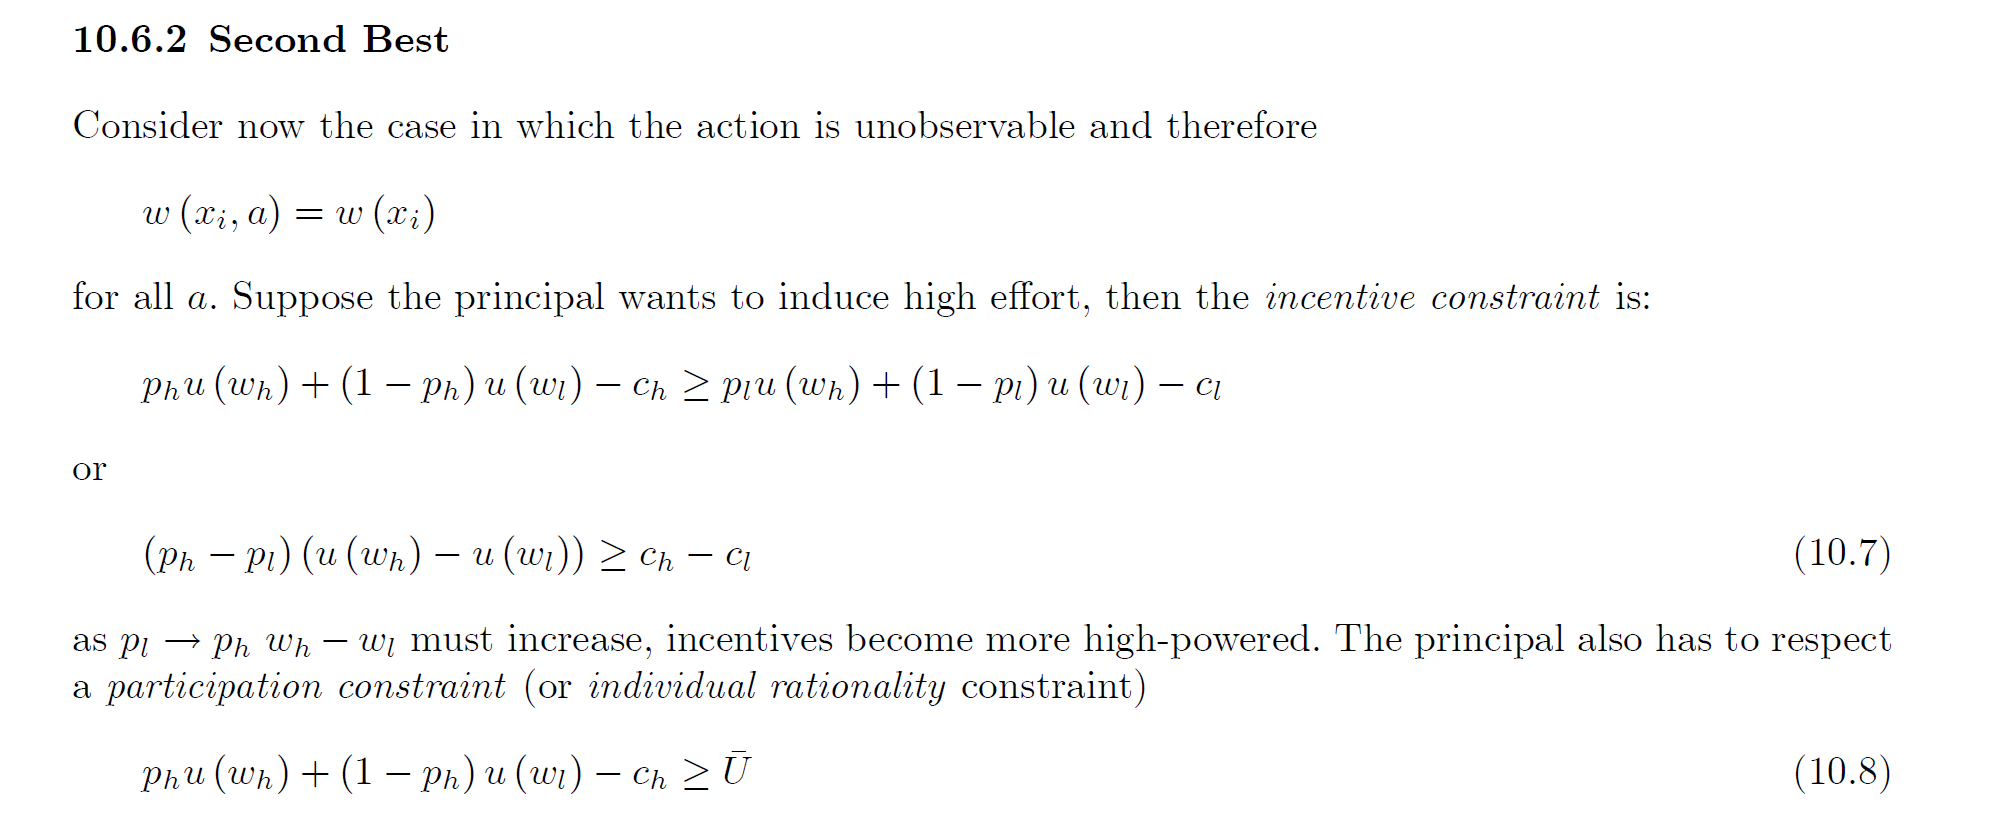 10.6.2 Second Best
Consider now the case in which the action is unobservable and therefore
w (x_i, a) = w (x_i)
for all a. Suppose the principal wants to induce high effort, then the incentive constraint is:
p_h u (w_h) + (1 − p_h) u (w_l) − c_h ≥ p_l u (w_h) + (1 − p_l) u (w_l) − c_l
or
(p_h − p_l) (u (w_h) − u (w_l)) ≥ c_h − c_l (10.7)
as p_l → p_h w_h − w_l must increase, incentives become more high-powered. The principal also has to respect
a participation constraint (or individual rationality constraint)
p_h u (w_h) + (1 − p_h) u (w_l) − c_h ≥ Ū (10.8)